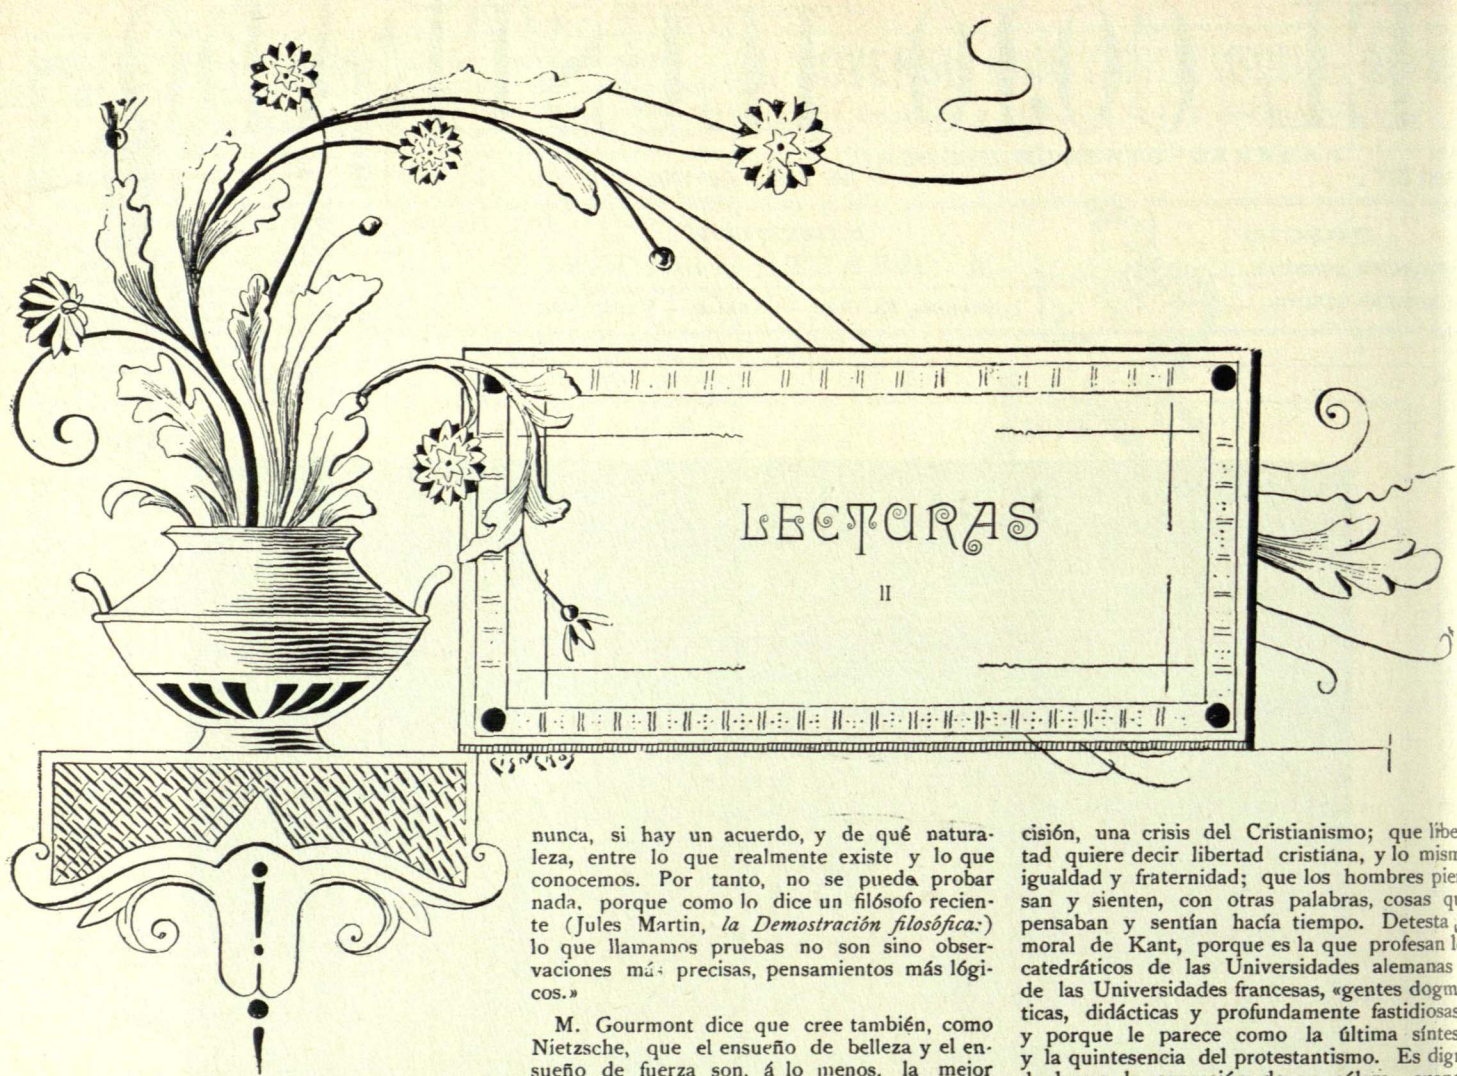 LECTURAS
II
nunca, si hay un acuerdo, y de qué natura-
leza, entre lo que realmente existe y lo que
conocemos. Por tanto, no se puede probar
nada, porque como lo dice un filósofo recien-
te (Jules Martin, la Demostración filosófica:)
lo que llamamos pruebas no son sino obser-
vaciones más precisas, pensamientos más lógi-
cos.»
M. Gourmont dice que cree también, como
Nietzsche, que el ensueño de belleza y el en-
sueño de fuerza son, á lo menos, la mejor
cisión, una crisis del Cristianismo; que libe
tad quiere decir libertad cristiana, y lo mism
igualdad y fraternidad; que los hombres pie
san y sienten, con otras palabras, cosas qu
pensaban y sentían hacía tiempo. Detesta
moral de Kant, porque es la que profesan l
catedráticos de las Universidades alemanas
de las Universidades francesas, «gentes dogm
ticas, didácticas y profundamente fastidiosas
y porque le parece como la última síntes
y la quintesencia del protestantismo. Es dign